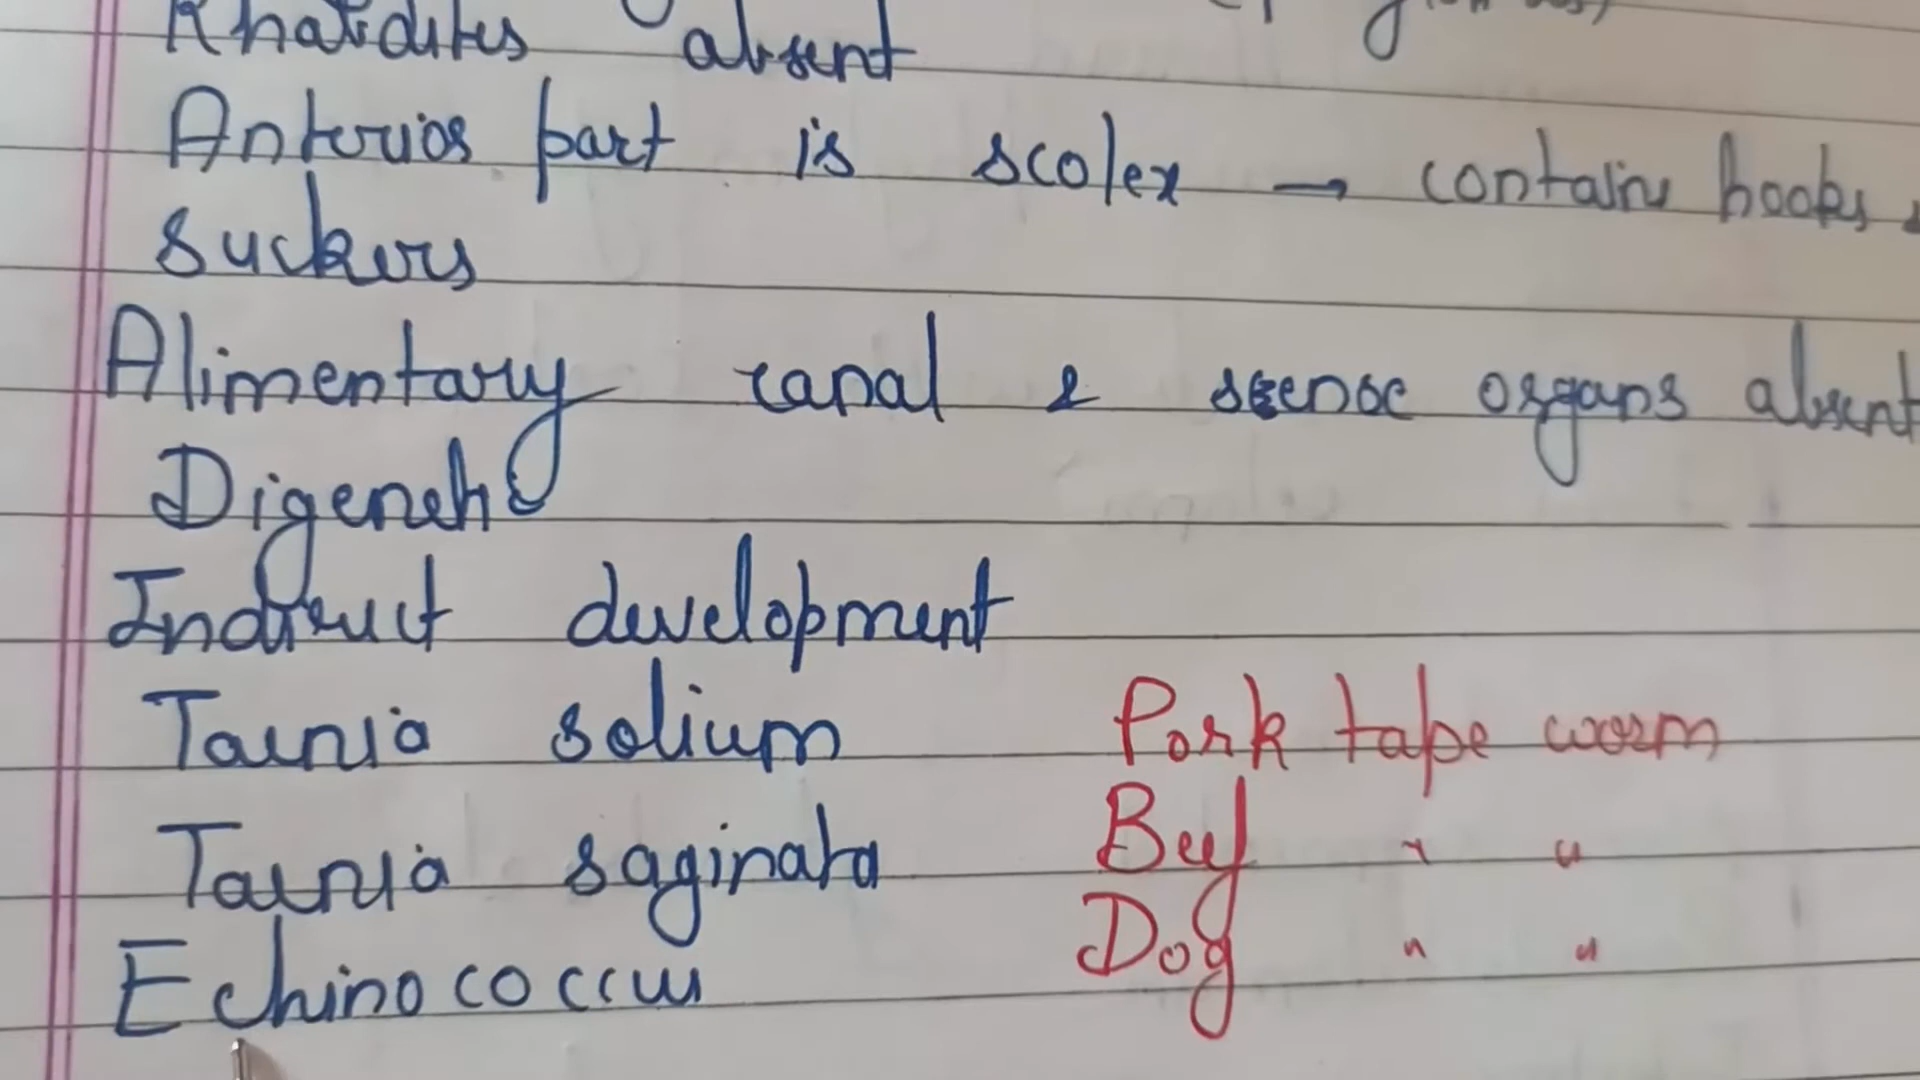 Rhabdites absent
Anterior part is scolex → contains hooks &
suckers
Alimentary canal & sense organs absent
Digenetic
Indirect development
Taenia solium Pork tape worm
Taenia saginata Beef " "
Echinococcus Dog " "